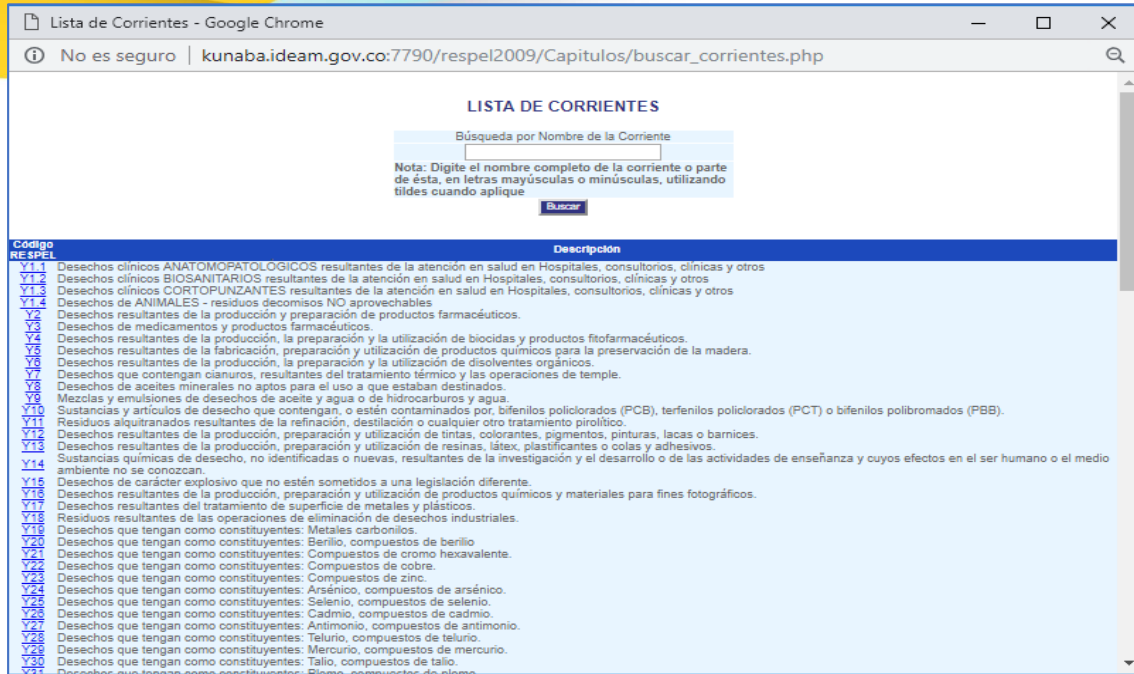 Lista de Corrientes - Google Chrome
No es seguro | kunaba.ideam.gov.co:7790/respel2009/Capitulos/buscar_corrientes.php
LISTA DE CORRIENTES
Búsqueda por Nombre de la Corriente
Nota: Digite el nombre completo de la corriente o parte
de ésta, en letras mayúsculas o minúsculas, utilizando
tildes cuando aplique
Buscar
Código RESPEL Descripción
Y1.1 Desechos clínicos ANATOMOPATOLOGICOS resultantes de la atención en salud en Hospitales, consultorios, clínicas y otros
Y1.2 Desechos clínicos BIOSANITARIOS resultantes de la atención en salud en Hospitales, consultorios, clínicas y otros
Y1.3 Desechos clínicos CORTOPUNZANTES resultantes de la atención en salud en Hospitales, consultorios, clínicas y otros
Y1.4 Desechos de ANIMALES - residuos decomisos NO aprovechables
Y2 Desechos resultantes de la producción y preparación de productos farmacéuticos.
Y3 Desechos de medicamentos y productos farmacéuticos.
Y4 Desechos resultantes de la producción, la preparación y la utilización de biocidas y productos fitofarmacéuticos.
Y5 Desechos resultantes de la fabricación, preparación y utilización de productos químicos para la preservación de la madera.
Y6 Desechos resultantes de la producción, la preparación y la utilización de disolventes orgánicos.
Y7 Desechos que contengan cianuros, resultantes del tratamiento térmico y las operaciones de temple.
Y8 Desechos de aceites minerales no aptos para el uso a que estaban destinados.
Y9 Mezclas y emulsiones de desechos de aceite y agua o de hidrocarburos y agua.
Y10 Sustancias y artículos de desecho que contengan, o estén contaminados por, bifenilos policlorados (PCB), terfenilos policlorados (PCT) o bifenilos polibromados (PBB).
Y11 Residuos alquitranados resultantes de la refinación, destilación o cualquier otro tratamiento pirolítico.
Y12 Desechos resultantes de la producción, preparación y utilización de tintas, colorantes, pigmentos, pinturas, lacas o barnices.
Y13 Desechos resultantes de la producción, preparación y utilización de resinas, látex, plastificantes o colas y adhesivos.
Y14 Sustancias químicas de desecho, no identificadas o nuevas, resultantes de la investigación y el desarrollo o de las actividades de enseñanza y cuyos efectos en el ser humano o el medio
ambiente no se conozcan.
Y15 Desechos de carácter explosivo que no estén sometidos a una legislación diferente.
Y16 Desechos resultantes de la producción, preparación y utilización de productos químicos y materiales para fines fotográficos.
Y17 Desechos resultantes del tratamiento de superficie de metales y plásticos.
Y18 Residuos resultantes de las operaciones de eliminación de desechos industriales.
Y19 Desechos que tengan como constituyentes: Metales carbonilos.
Y20 Desechos que tengan como constituyentes: Berilio, compuestos de berilio
Y21 Desechos que tengan como constituyentes: Compuestos de cromo hexavalente.
Y22 Desechos que tengan como constituyentes: Compuestos de cobre.
Y23 Desechos que tengan como constituyentes: Compuestos de zinc.
Y24 Desechos que tengan como constituyentes: Arsénico, compuestos de arsénico.
Y25 Desechos que tengan como constituyentes: Selenio, compuestos de selenio.
Y26 Desechos que tengan como constituyentes: Cadmio, compuestos de cadmio.
Y27 Desechos que tengan como constituyentes: Antimonio, compuestos de antimonio.
Y28 Desechos que tengan como constituyentes: Telurio, compuestos de telurio.
Y29 Desechos que tengan como constituyentes: Mercurio, compuestos de mercurio.
Y30 Desechos que tengan como constituyentes: Talio, compuestos de talio.
Y31 Desechos que tengan como constituyentes: Plomo, compuestos de plomo.